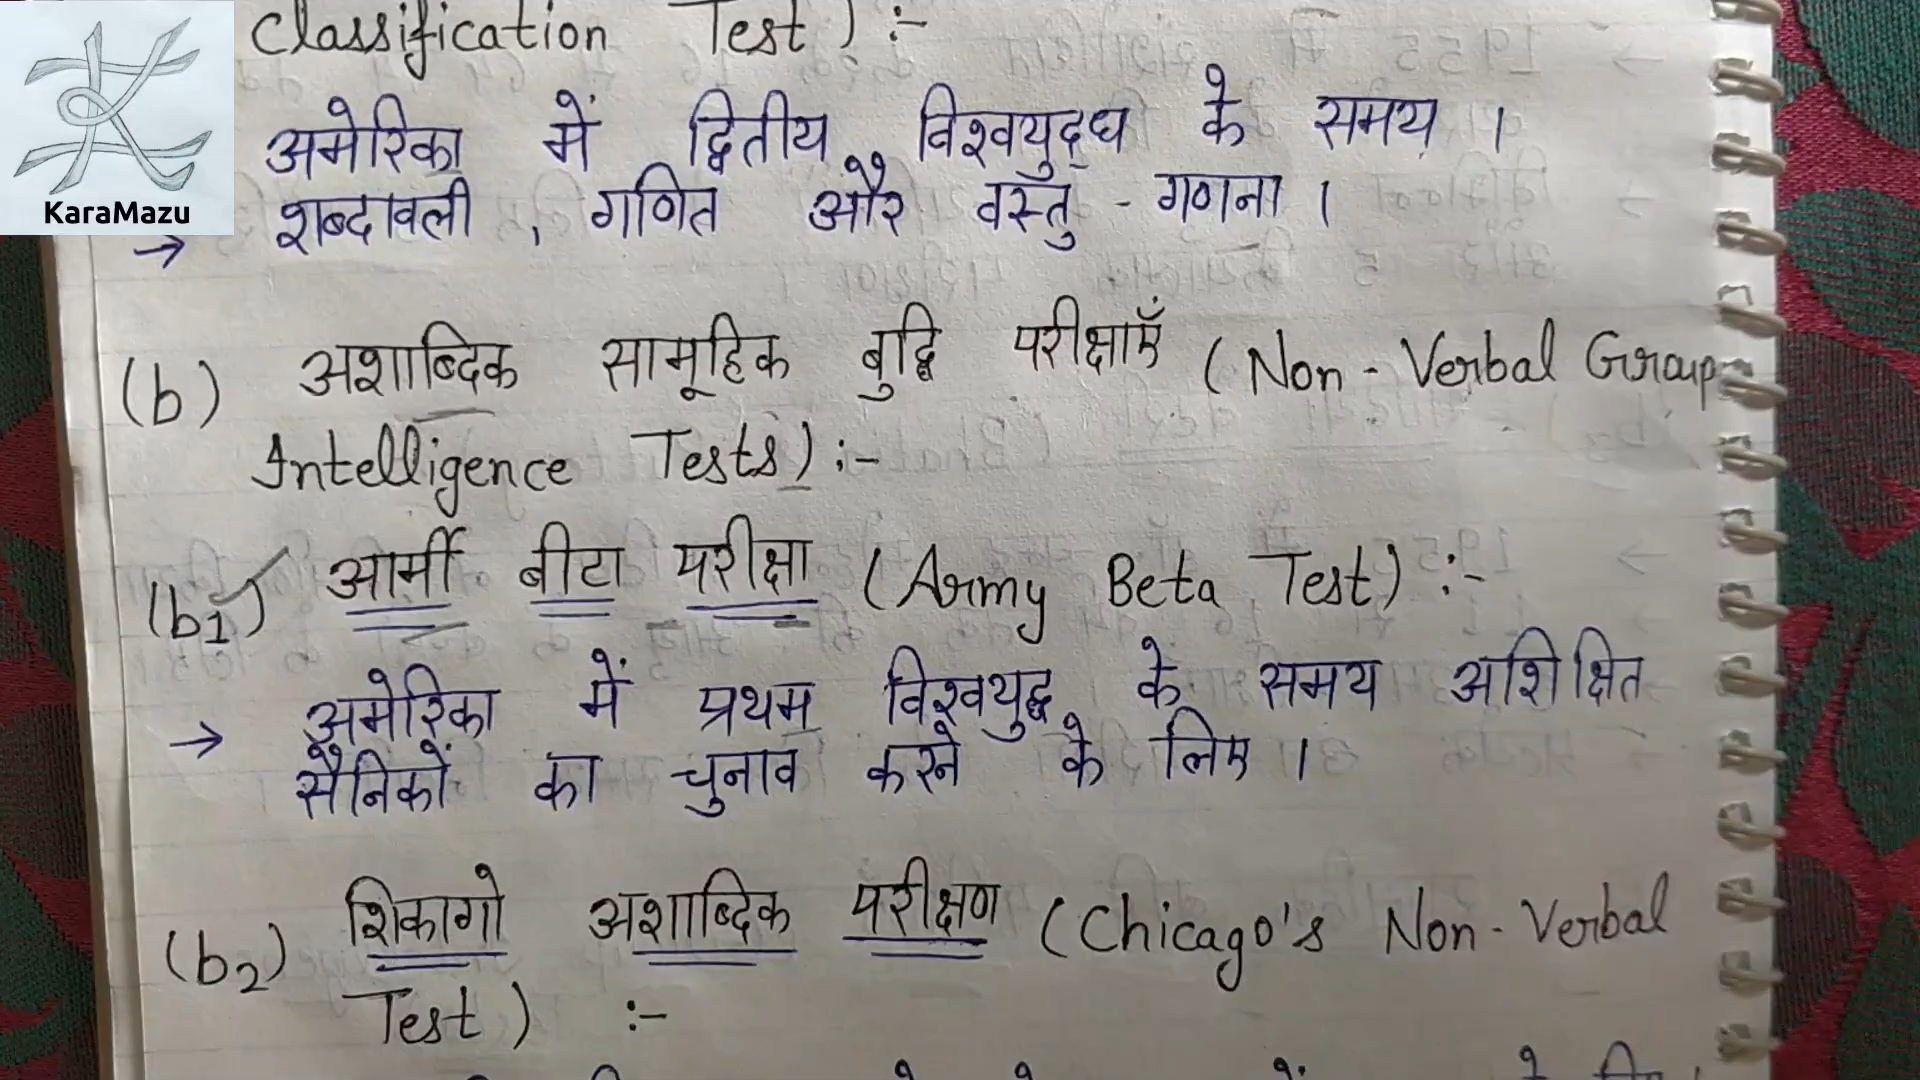 Classification Test) :-
अमेरिका में द्वितीय विश्वयुद्ध के समय ।
KaraMazu
→ शब्दावली , गणित और वस्तु - गणना ।
(b) अशाब्दिक सामूहिक बुद्धि परीक्षाएँ (Non - Verbal Group
Intelligence Tests) :-
(b1) आर्मी बीटा परीक्षा (Army Beta Test) :-
→ अमेरिका में प्रथम विश्वयुद्ध के समय अशिक्षित
सैनिकों का चुनाव करने के लिए ।
(b2) शिकागो अशाब्दिक परीक्षण (Chicago's Non - Verbal
Test) :-